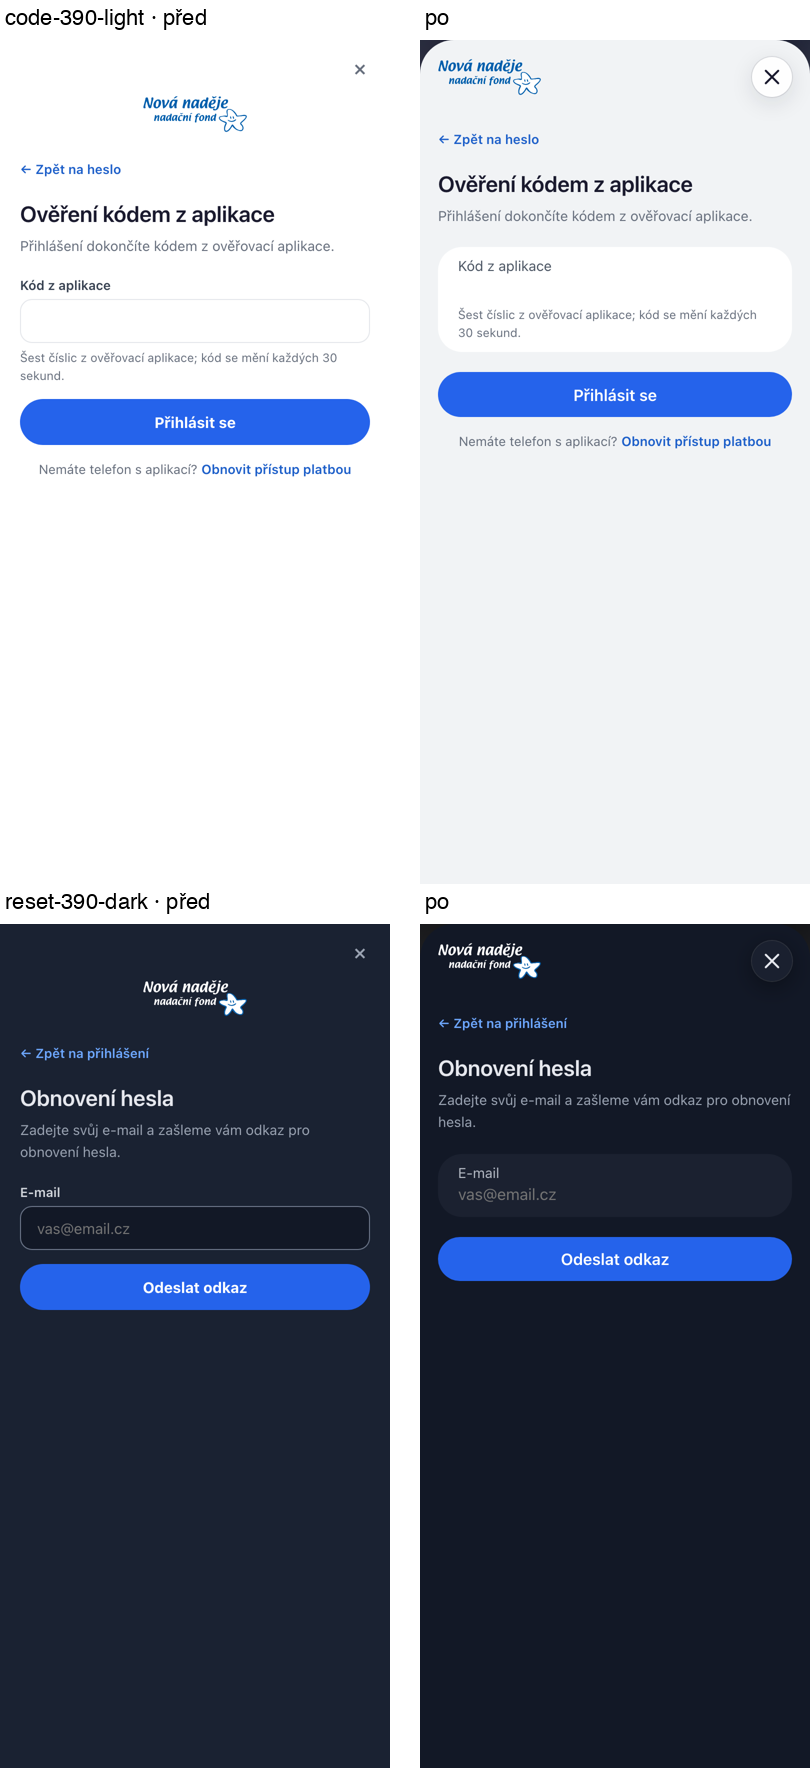 code-390-light · před
×
Nová naděje
nadační fond
← Zpět na heslo
Ověření kódem z aplikace
Přihlášení dokončíte kódem z ověřovací aplikace.
Kód z aplikace
Šest číslic z ověřovací aplikace; kód se mění každých 30
sekund.
Přihlásit se
Nemáte telefon s aplikací? Obnovit přístup platbou
po
Nová naděje
nadační fond
×
← Zpět na heslo
Ověření kódem z aplikace
Přihlášení dokončíte kódem z ověřovací aplikace.
Kód z aplikace
Šest číslic z ověřovací aplikace; kód se mění každých
30 sekund.
Přihlásit se
Nemáte telefon s aplikací? Obnovit přístup platbou
reset-390-dark · před
×
Nová naděje
nadační fond
← Zpět na přihlášení
Obnovení hesla
Zadejte svůj e-mail a zašleme vám odkaz pro
obnovení hesla.
E-mail
vas@email.cz
Odeslat odkaz
po
Nová naděje
nadační fond
×
← Zpět na přihlášení
Obnovení hesla
Zadejte svůj e-mail a zašleme vám odkaz pro obnovení
hesla.
E-mail
vas@email.cz
Odeslat odkaz